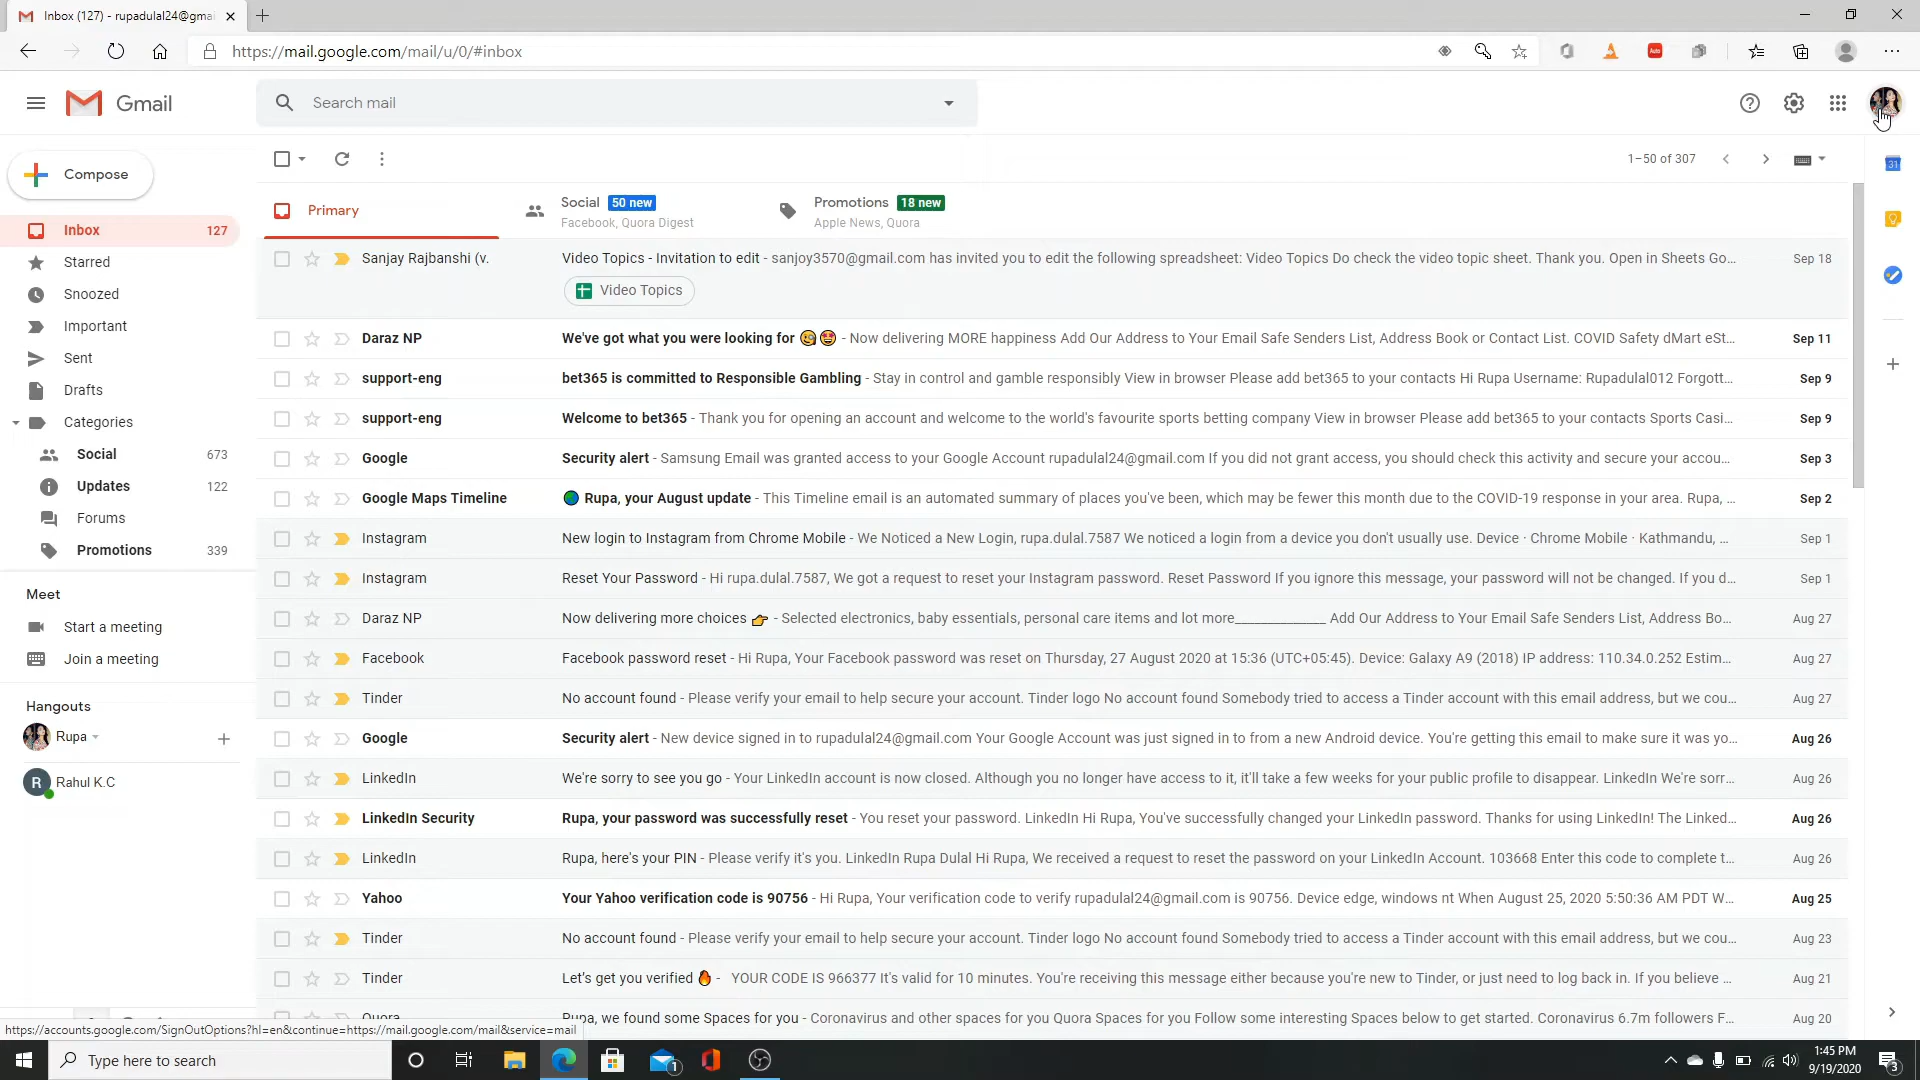 Inbox (127) - rupadulal24@gmai
https://mail.google.com/mail/u/0/#inbox
Gmail
Search mail
Compose
1–50 of 307
Inbox 127
Starred
Snoozed
Important
Sent
Drafts
Categories
Social 673
Updates 122
Forums
Promotions 339
Meet
Start a meeting
Join a meeting
Hangouts
Rupa
R Rahul K.C
Primary
Social 50 new
Facebook, Quora Digest
Promotions 18 new
Apple News, Quora
Sanjay Rajbanshi (v. Video Topics - Invitation to edit - sanjoy3570@gmail.com has invited you to edit the following spreadsheet: Video Topics Do check the video topic sheet. Thank you. Open in Sheets Go... Sep 18
Video Topics
Daraz NP We've got what you were looking for 🧐🤩 - Now delivering MORE happiness Add Our Address to Your Email Safe Senders List, Address Book or Contact List. COVID Safety dMart eSt... Sep 11
support-eng bet365 is committed to Responsible Gambling - Stay in control and gamble responsibly View in browser Please add bet365 to your contacts Hi Rupa Username: Rupadulal012 Forgott... Sep 9
support-eng Welcome to bet365 - Thank you for opening an account and welcome to the world's favourite sports betting company View in browser Please add bet365 to your contacts Sports Casi... Sep 9
Google Security alert - Samsung Email was granted access to your Google Account rupadulal24@gmail.com If you did not grant access, you should check this activity and secure your accou... Sep 3
Google Maps Timeline 🌏 Rupa, your August update - This Timeline email is an automated summary of places you've been, which may be fewer this month due to the COVID-19 response in your area. Rupa, ... Sep 2
Instagram New login to Instagram from Chrome Mobile - We Noticed a New Login, rupa.dulal.7587 We noticed a login from a device you don't usually use. Device · Chrome Mobile · Kathmandu, ... Sep 1
Instagram Reset Your Password - Hi rupa.dulal.7587, We got a request to reset your Instagram password. Reset Password If you ignore this message, your password will not be changed. If you d... Sep 1
Daraz NP Now delivering more choices 👉 - Selected electronics, baby essentials, personal care items and lot more____________ Add Our Address to Your Email Safe Senders List, Address Bo... Aug 27
Facebook Facebook password reset - Hi Rupa, Your Facebook password was reset on Thursday, 27 August 2020 at 15:36 (UTC+05:45). Device: Galaxy A9 (2018) IP address: 110.34.0.252 Estim... Aug 27
Tinder No account found - Please verify your email to help secure your account. Tinder logo No account found Somebody tried to access a Tinder account with this email address, but we cou... Aug 27
Google Security alert - New device signed in to rupadulal24@gmail.com Your Google Account was just signed in to from a new Android device. You're getting this email to make sure it was yo... Aug 26
LinkedIn We're sorry to see you go - Your LinkedIn account is now closed. Although you no longer have access to it, it'll take a few weeks for your public profile to disappear. LinkedIn We're sorr... Aug 26
LinkedIn Security Rupa, your password was successfully reset - You reset your password. LinkedIn Hi Rupa, You've successfully changed your LinkedIn password. Thanks for using LinkedIn! The Linked... Aug 26
LinkedIn Rupa, here's your PIN - Please verify it's you. LinkedIn Rupa Dulal Hi Rupa, We received a request to reset the password on your LinkedIn Account. 103668 Enter this code to complete t... Aug 26
Yahoo Your Yahoo verification code is 90756 - Hi Rupa, Your verification code to verify rupadulal24@gmail.com is 90756. Device edge, windows nt When August 25, 2020 5:50:36 AM PDT W... Aug 25
Tinder No account found - Please verify your email to help secure your account. Tinder logo No account found Somebody tried to access a Tinder account with this email address, but we cou... Aug 23
Tinder Let's get you verified 🔥 - YOUR CODE IS 966377 It's valid for 10 minutes. You're receiving this message either because you're new to Tinder, or just need to log back in. If you believe ... Aug 21
Quora Rupa, we found some Spaces for you - Coronavirus and other spaces for you Quora Spaces for you Follow some interesting Spaces below to get started. Coronavirus 6.7m followers F... Aug 20
https://accounts.google.com/SignOutOptions?hl=en&continue=https://mail.google.com/mail&service=mail
Type here to search
1
1:45 PM
9/19/2020
3
31